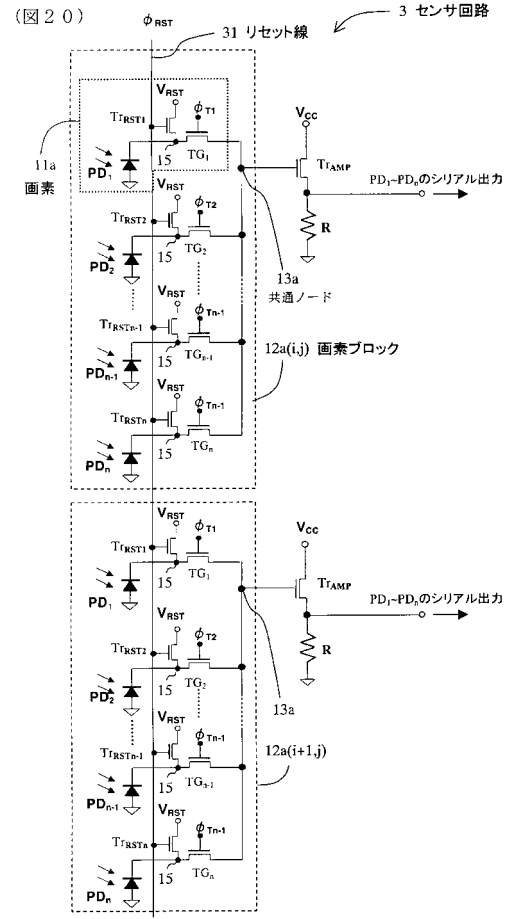 (図20)
φRST
31 リセット線
3 センサ回路
VRST
φT1
TrRST1
VCC
11a
画素
PD1
15
TG1
TrAMP
PD1~PDnのシリアル出力
R
TrRST2
VRST
φT2
PD2
15
TG2
13a
共通ノード
VRST
φTn-1
TrRSTn-1
12a(i,j) 画素ブロック
PDn-1
15
TGn-1
VRST
φTn-1
TrRSTn
PDn
15
TGn
VRST
φT1
TrRST1
VCC
PD1
15
TG1
TrAMP
PD1~PDnのシリアル出力
R
VRST
φT2
TrRST2
PD2
15
TG2
13a
VRST
φTn-1
TrRSTn-1
12a(i+1,j)
PDn-1
15
TGn-1
VRST
φTn-1
TrRSTn
PDn
15
TGn